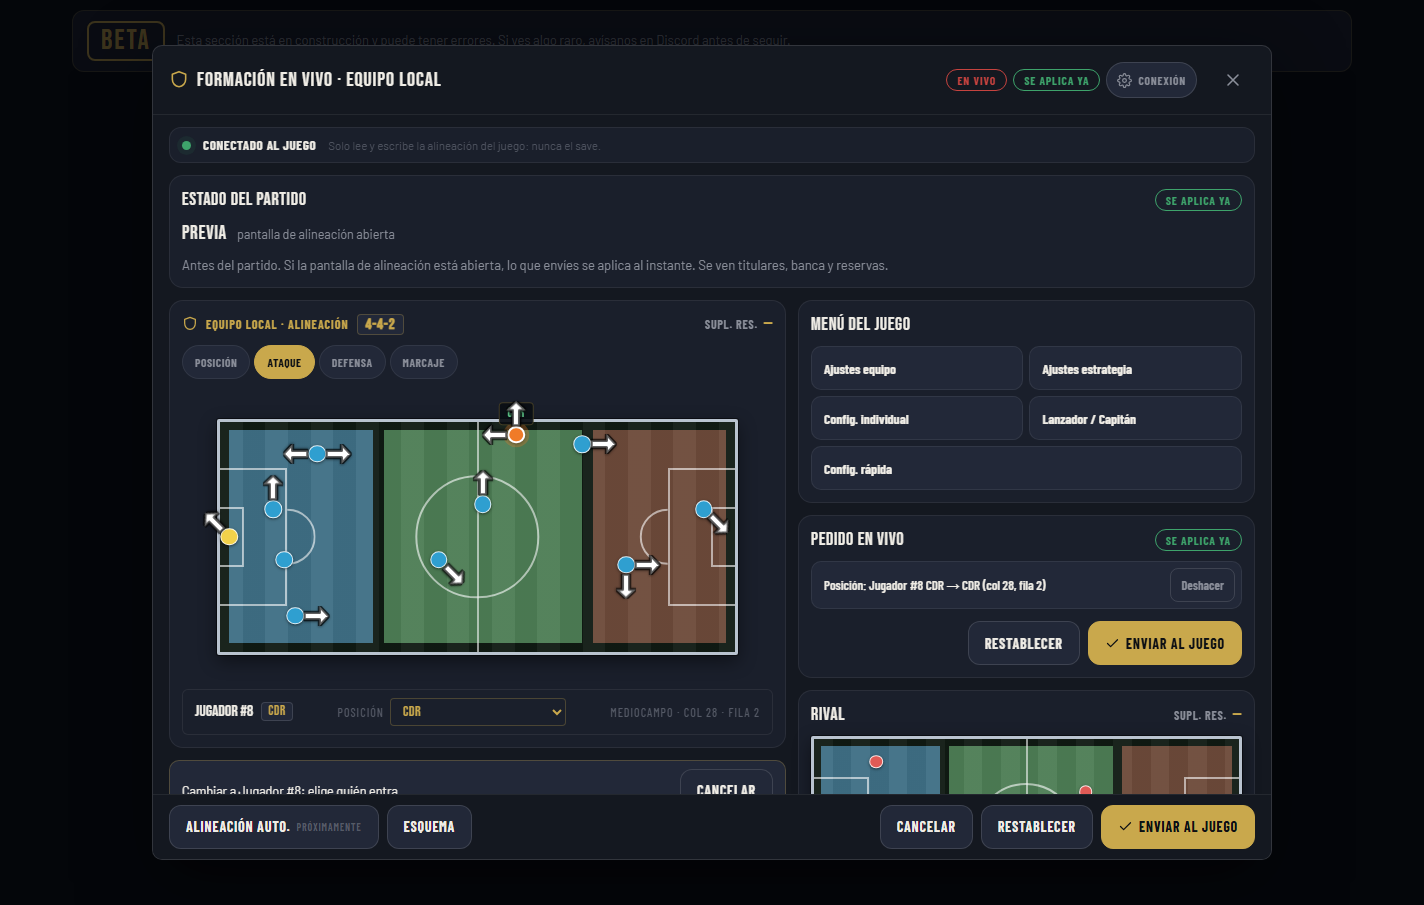 BETA
Esta sección está en construcción y puede tener errores. Si ves algo raro, avísanos en Discord antes de seguir.
FORMACIÓN EN VIVO · EQUIPO LOCAL
EN VIVO
SE APLICA YA
CONEXIÓN
CONECTADO AL JUEGO
Solo lee y escribe la alineación del juego: nunca el save.
ESTADO DEL PARTIDO
SE APLICA YA
PREVIA
pantalla de alineación abierta
Antes del partido. Si la pantalla de alineación está abierta, lo que envíes se aplica al instante. Se ven titulares, banca y reservas.
EQUIPO LOCAL · ALINEACIÓN
4-4-2
SUPL. RES.
POSICIÓN
ATAQUE
DEFENSA
MARCAJE
JUGADOR #8
CDR
POSICIÓN
CDR
MEDIOCAMPO · COL 28 · FILA 2
Cambiar a Jugador #8: elige quién entra
CANCELAR
MENÚ DEL JUEGO
Ajustes equipo
Ajustes estrategia
Config. individual
Lanzador / Capitán
Config. rápida
PEDIDO EN VIVO
SE APLICA YA
Posición: Jugador #8 CDR → CDR (col 28, fila 2)
Deshacer
RESTABLECER
ENVIAR AL JUEGO
RIVAL
SUPL. RES.
ALINEACIÓN AUTO.
PRÓXIMAMENTE
ESQUEMA
CANCELAR
RESTABLECER
ENVIAR AL JUEGO